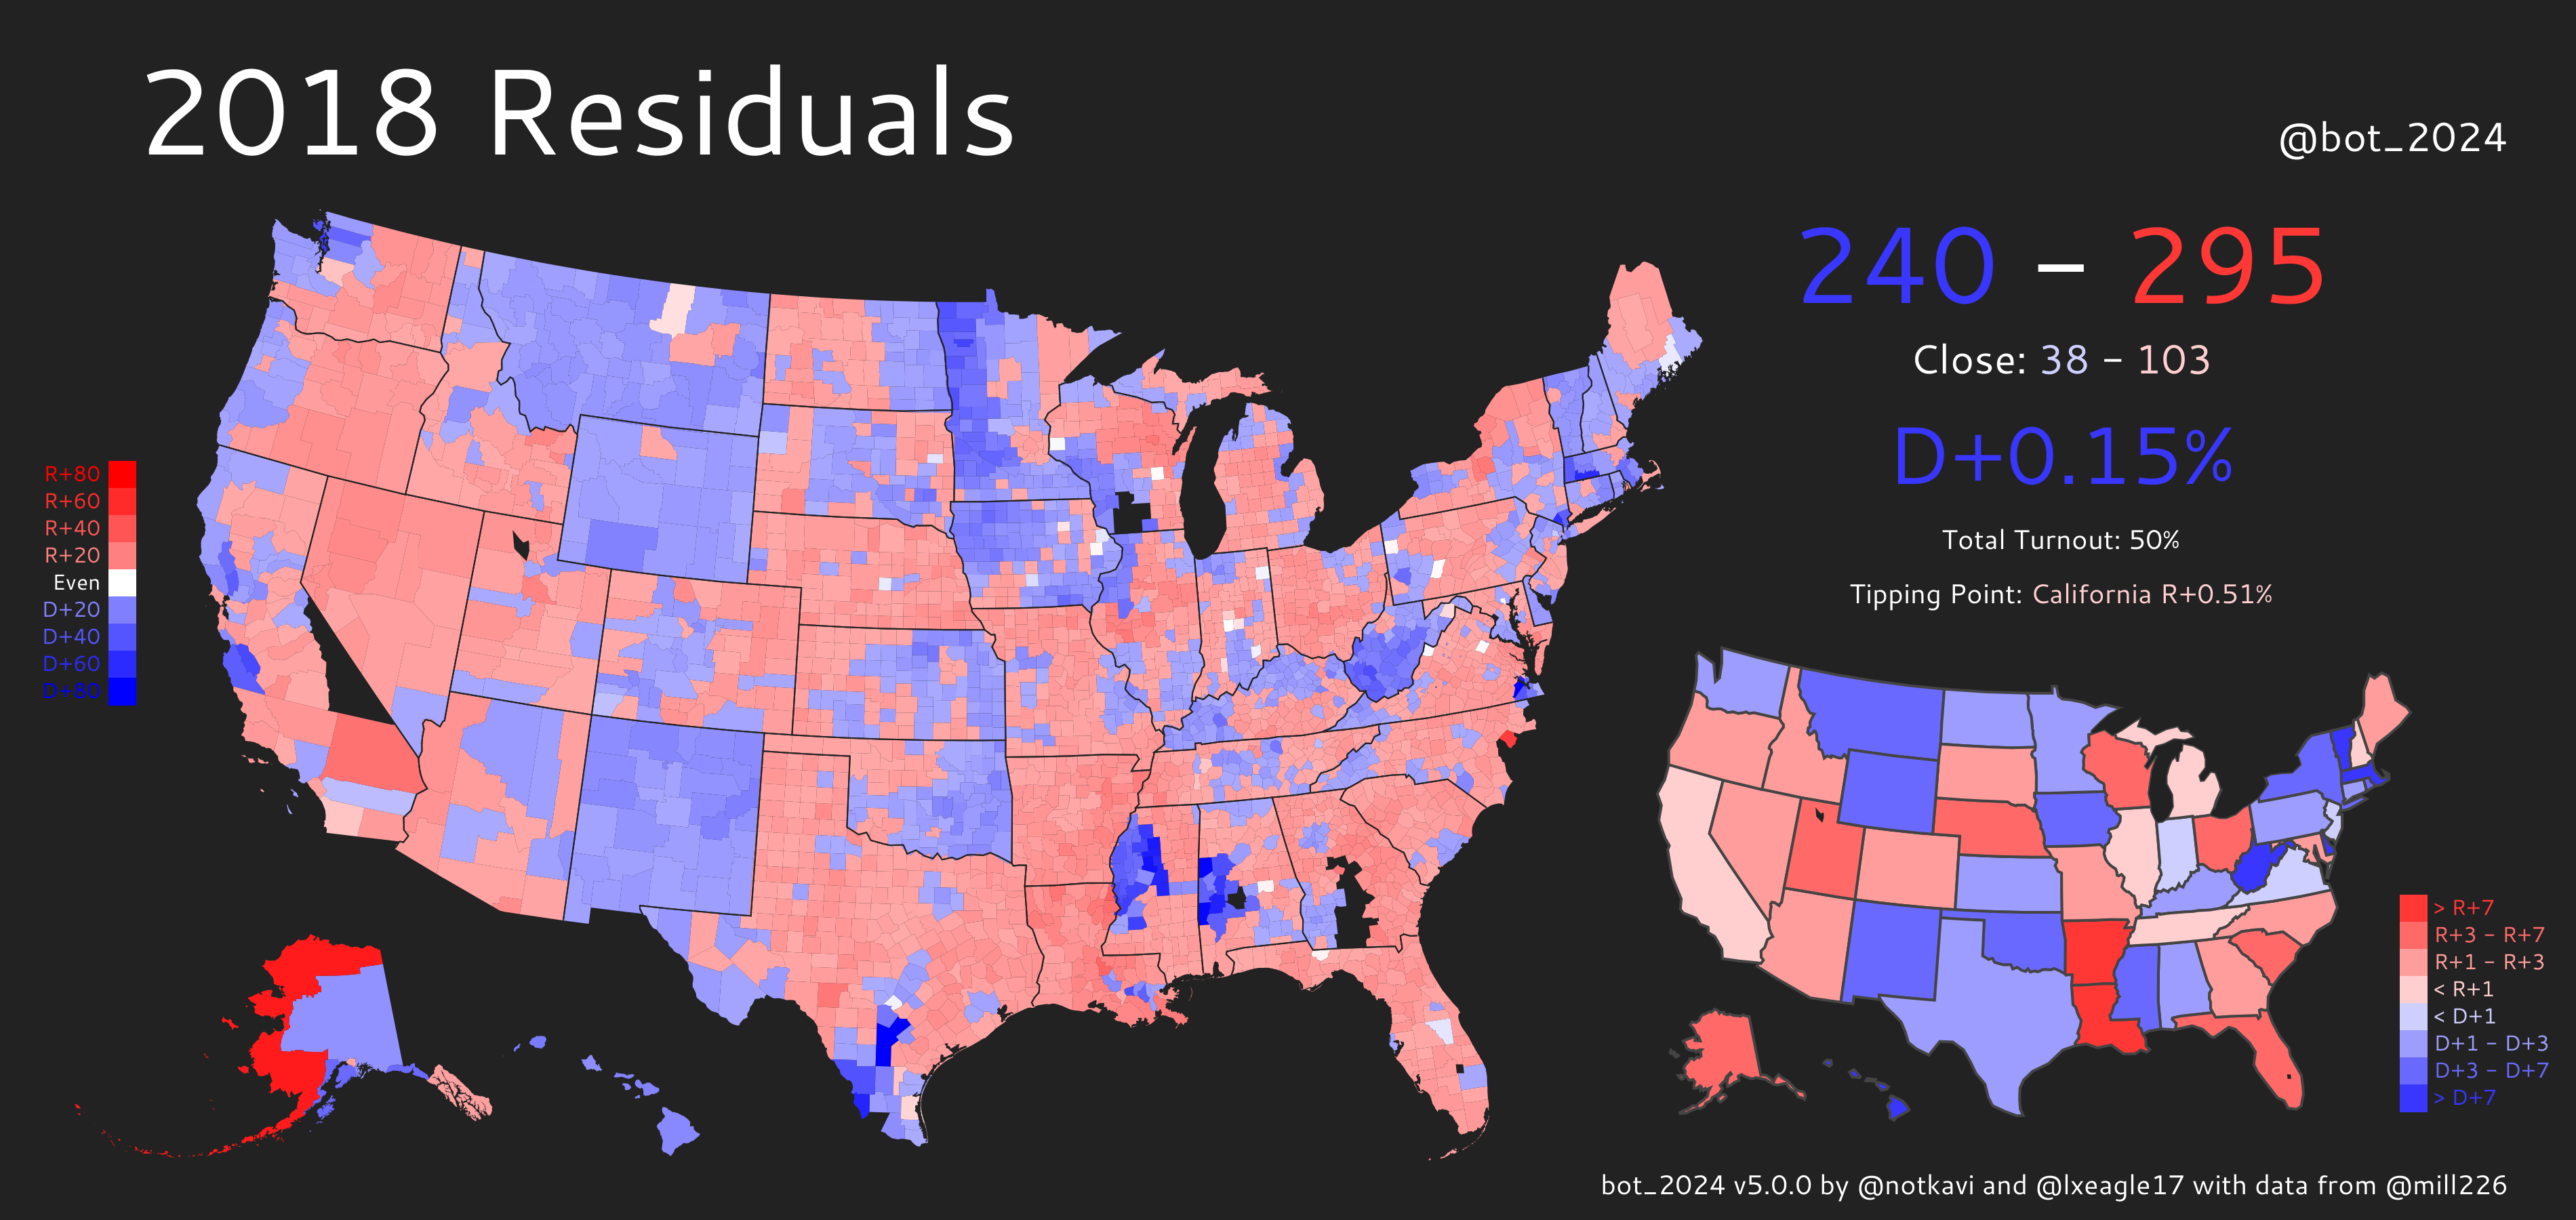 2018 Residuals
@bot_2024
240 – 295
Close: 38 – 103
D+0.15%
Total Turnout: 50%
Tipping Point: California R+0.51%
R+80
R+60
R+40
R+20
Even
D+20
D+40
D+60
D+80
> R+7
R+3 – R+7
R+1 – R+3
< R+1
< D+1
D+1 – D+3
D+3 – D+7
> D+7
bot_2024 v5.0.0 by @notkavi and @lxeagle17 with data from @mill226